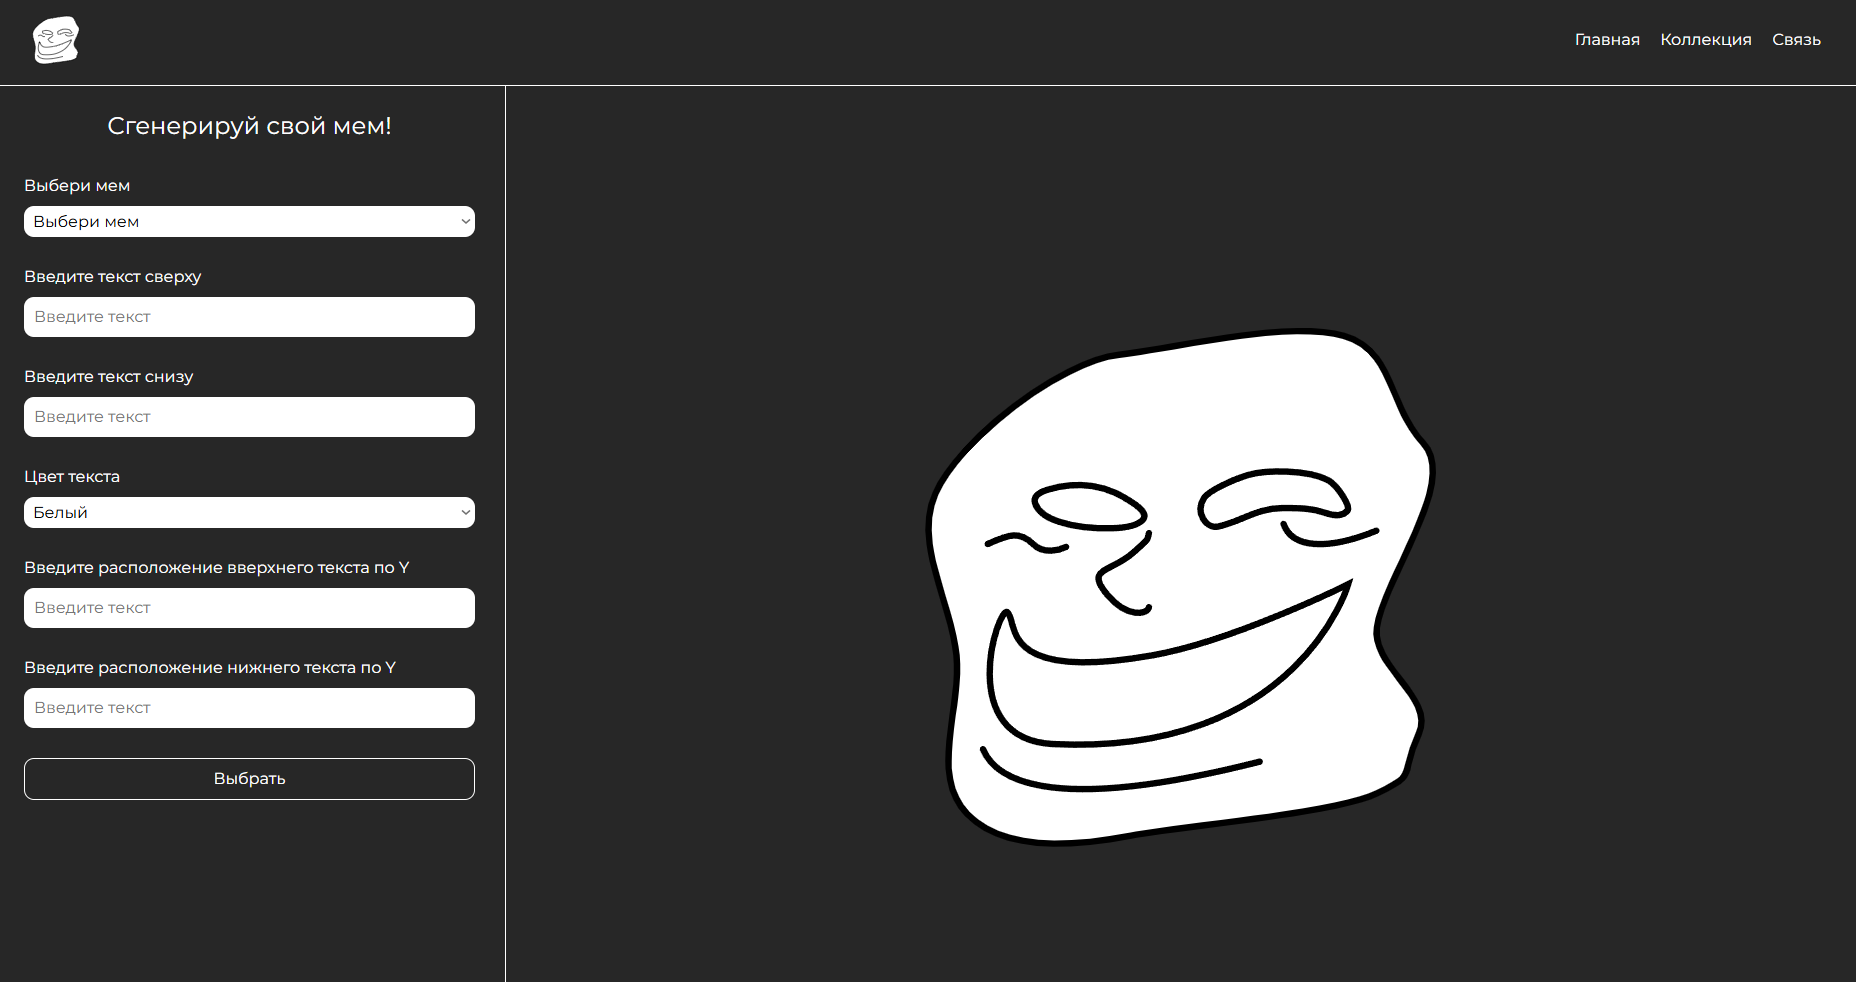 Главная Коллекция Связь
Сгенерируй свой мем!
Выбери мем
Выбери мем
Введите текст сверху
Введите текст
Введите текст снизу
Введите текст
Цвет текста
Белый
Введите расположение вверхнего текста по Y
Введите текст
Введите расположение нижнего текста по Y
Введите текст
Выбрать